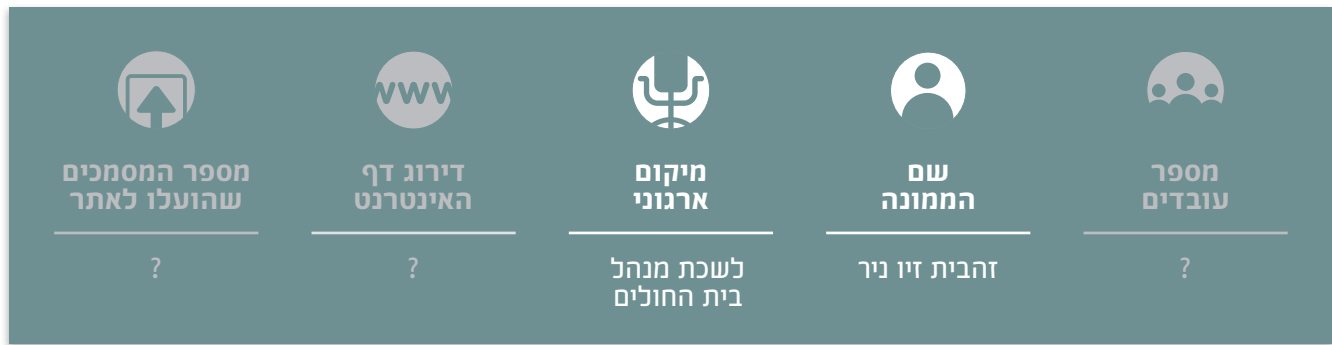 מספר
עובדים
?
שם
הממונה
זהבית זיו ניר
מיקום
ארגוני
לשכת מנהל
בית החולים
דירוג דף
האינטרנט
?
מספר המסמכים
שהועלו לאתר
?
www